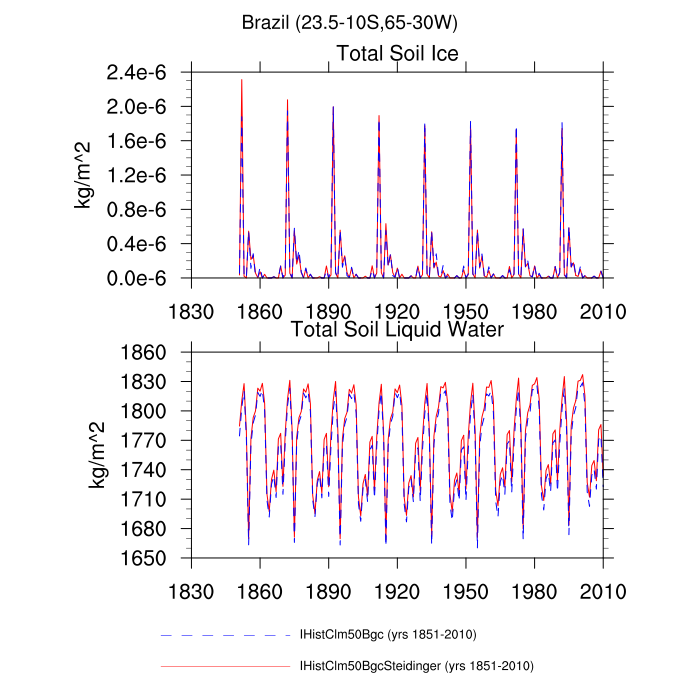 Brazil (23.5-10S,65-30W)
Total Soil Ice
2.4e-6
2.0e-6
1.6e-6
1.2e-6
0.8e-6
0.4e-6
0.0e-6
kg/m^2
1830 1860 1890 1920 1950 1980 2010
Total Soil Liquid Water
1860
1830
1800
1770
1740
1710
1680
1650
kg/m^2
1830 1860 1890 1920 1950 1980 2010
IHistClm50Bgc (yrs 1851-2010)
IHistClm50BgcSteidinger (yrs 1851-2010)